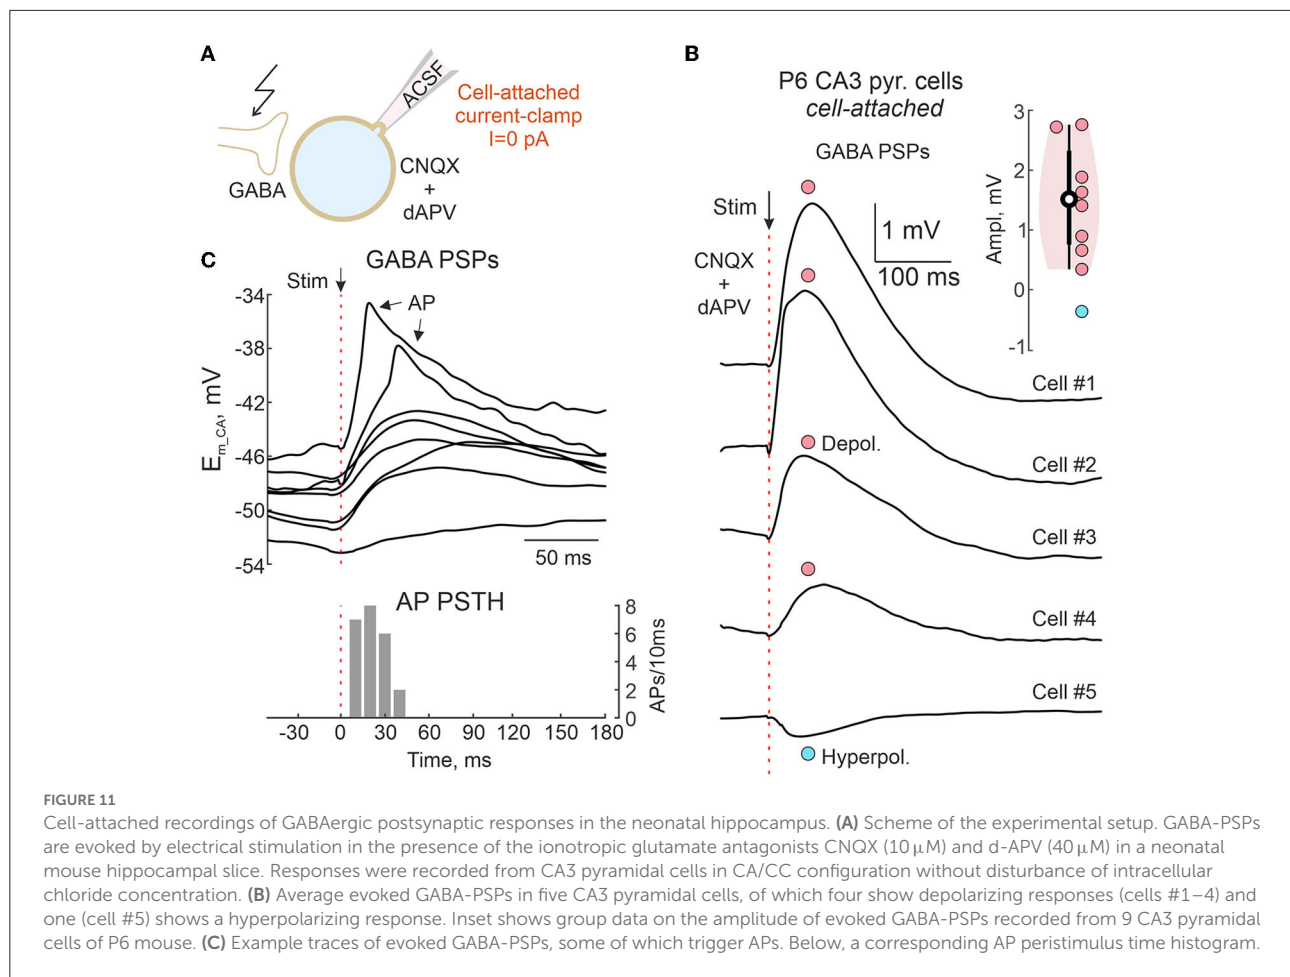 A
ACSF
Cell-attached
current-clamp
I=0 pA
GABA
CNQX
+
dAPV
B
P6 CA3 pyr. cells
cell-attached
GABA PSPs
Stim
CNQX
+
dAPV
1 mV
100 ms
Ampl, mV
3
2
1
0
-1
Cell #1
Cell #2
Depol.
Cell #3
Cell #4
Cell #5
Hyperpol.
C
GABA PSPs
Stim
AP
-34
-38
-42
-46
-50
-54
Em_CA, mV
50 ms
AP PSTH
8
6
4
2
0
APs/10ms
-30 0 30 60 90 120 150 180
Time, ms
FIGURE 11
Cell-attached recordings of GABAergic postsynaptic responses in the neonatal hippocampus. (A) Scheme of the experimental setup. GABA-PSPs
are evoked by electrical stimulation in the presence of the ionotropic glutamate antagonists CNQX (10 μM) and d-APV (40 μM) in a neonatal
mouse hippocampal slice. Responses were recorded from CA3 pyramidal cells in CA/CC configuration without disturbance of intracellular
chloride concentration. (B) Average evoked GABA-PSPs in five CA3 pyramidal cells, of which four show depolarizing responses (cells #1–4) and
one (cell #5) shows a hyperpolarizing response. Inset shows group data on the amplitude of evoked GABA-PSPs recorded from 9 CA3 pyramidal
cells of P6 mouse. (C) Example traces of evoked GABA-PSPs, some of which trigger APs. Below, a corresponding AP peristimulus time histogram.